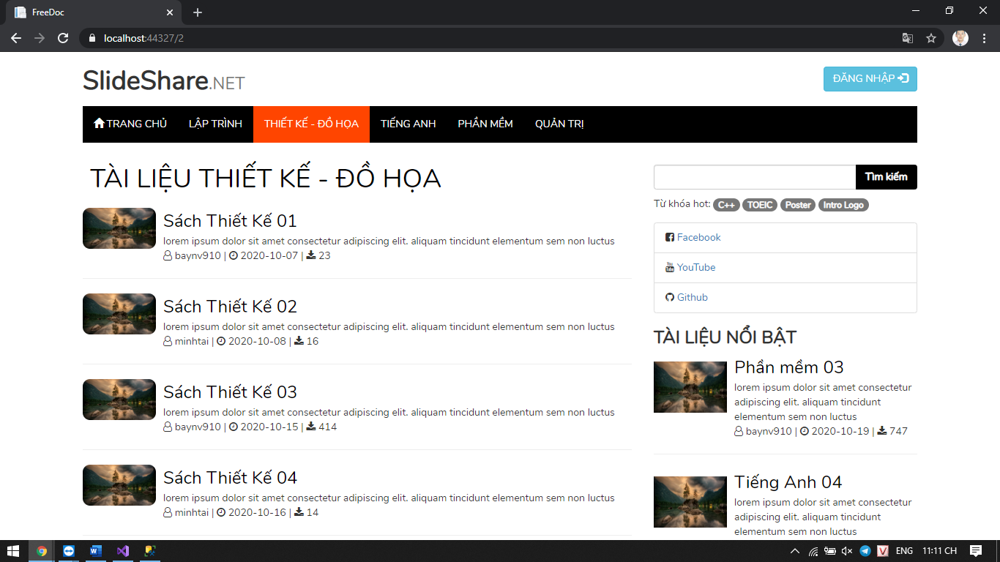 FreeDoc
localhost:44327/2
SlideShare.NET
ĐĂNG NHẬP
TRANG CHỦ LẬP TRÌNH THIẾT KẾ - ĐỒ HỌA TIẾNG ANH PHẦN MỀM QUẢN TRỊ
TÀI LIỆU THIẾT KẾ - ĐỒ HỌA
Sách Thiết Kế 01
lorem ipsum dolor sit amet consectetur adipiscing elit. aliquam tincidunt elementum sem non luctus
baynv910 | 2020-10-07 | 23
Sách Thiết Kế 02
lorem ipsum dolor sit amet consectetur adipiscing elit. aliquam tincidunt elementum sem non luctus
minhtai | 2020-10-08 | 16
Sách Thiết Kế 03
lorem ipsum dolor sit amet consectetur adipiscing elit. aliquam tincidunt elementum sem non luctus
baynv910 | 2020-10-15 | 414
Sách Thiết Kế 04
lorem ipsum dolor sit amet consectetur adipiscing elit. aliquam tincidunt elementum sem non luctus
minhtai | 2020-10-16 | 14
Tìm kiếm
Từ khóa hot: C++ TOEIC Poster Intro Logo
Facebook
YouTube
Github
TÀI LIỆU NỔI BẬT
Phần mềm 03
lorem ipsum dolor sit amet consectetur
adipiscing elit. aliquam tincidunt
elementum sem non luctus
baynv910 | 2020-10-19 | 747
Tiếng Anh 04
lorem ipsum dolor sit amet consectetur
adipiscing elit. aliquam tincidunt
elementum sem non luctus
ENG 11:11 CH